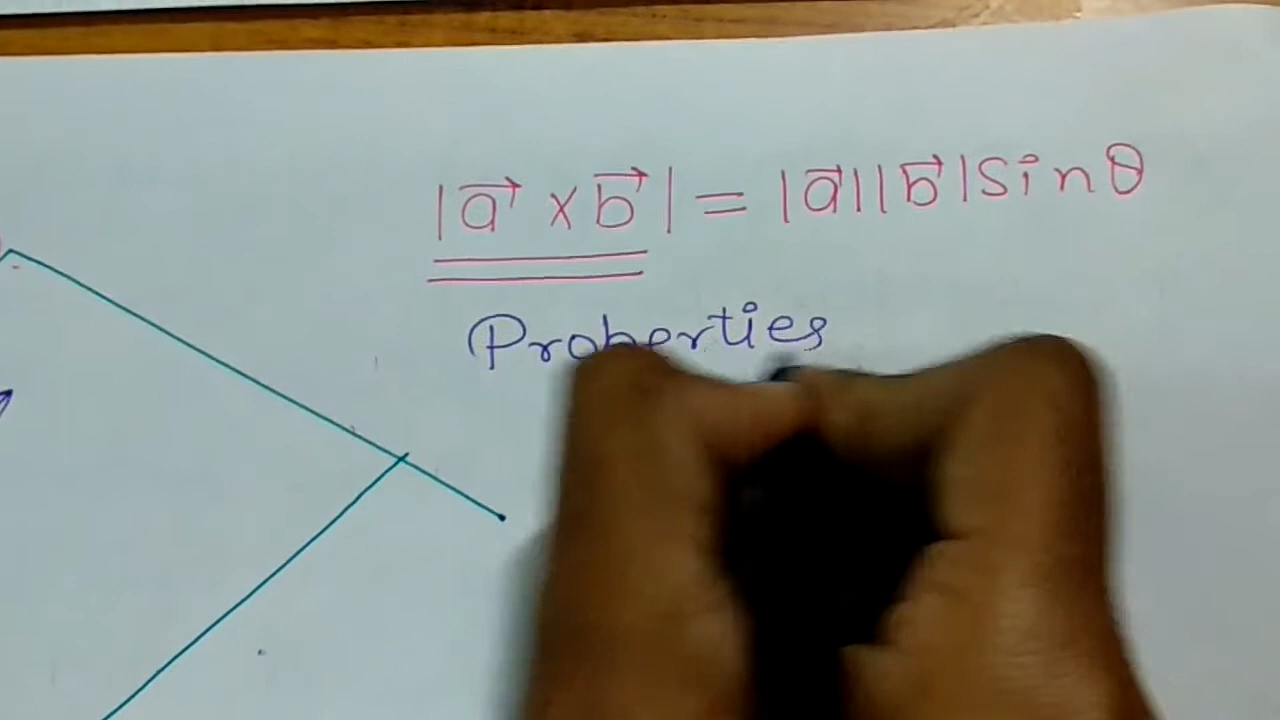 |a⃗ × b⃗| = |a⃗||b⃗|Sinθ
Properties